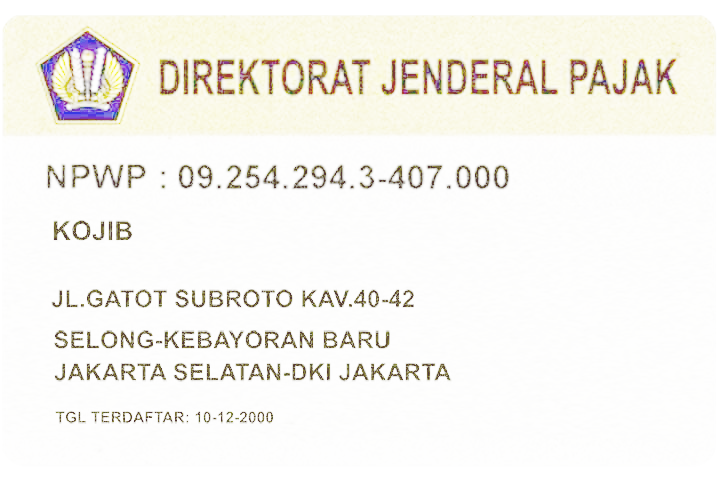 DIREKTORAT JENDERAL PAJAK
NPWP : 09.254.294.3-407.000
KOJIB
JL.GATOT SUBROTO KAV.40-42
SELONG-KEBAYORAN BARU
JAKARTA SELATAN-DKI JAKARTA
TGL TERDAFTAR: 10-12-2000